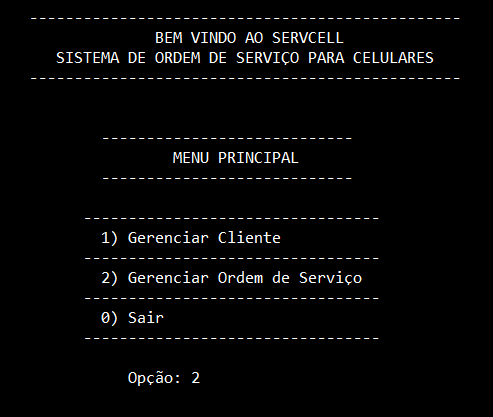 ------------------------------------------------
BEM VINDO AO SERVCELL
SISTEMA DE ORDEM DE SERVIÇO PARA CELULARES
------------------------------------------------
----------------------------
MENU PRINCIPAL
----------------------------
---------------------------------
1) Gerenciar Cliente
---------------------------------
2) Gerenciar Ordem de Serviço
---------------------------------
0) Sair
---------------------------------
Opção: 2